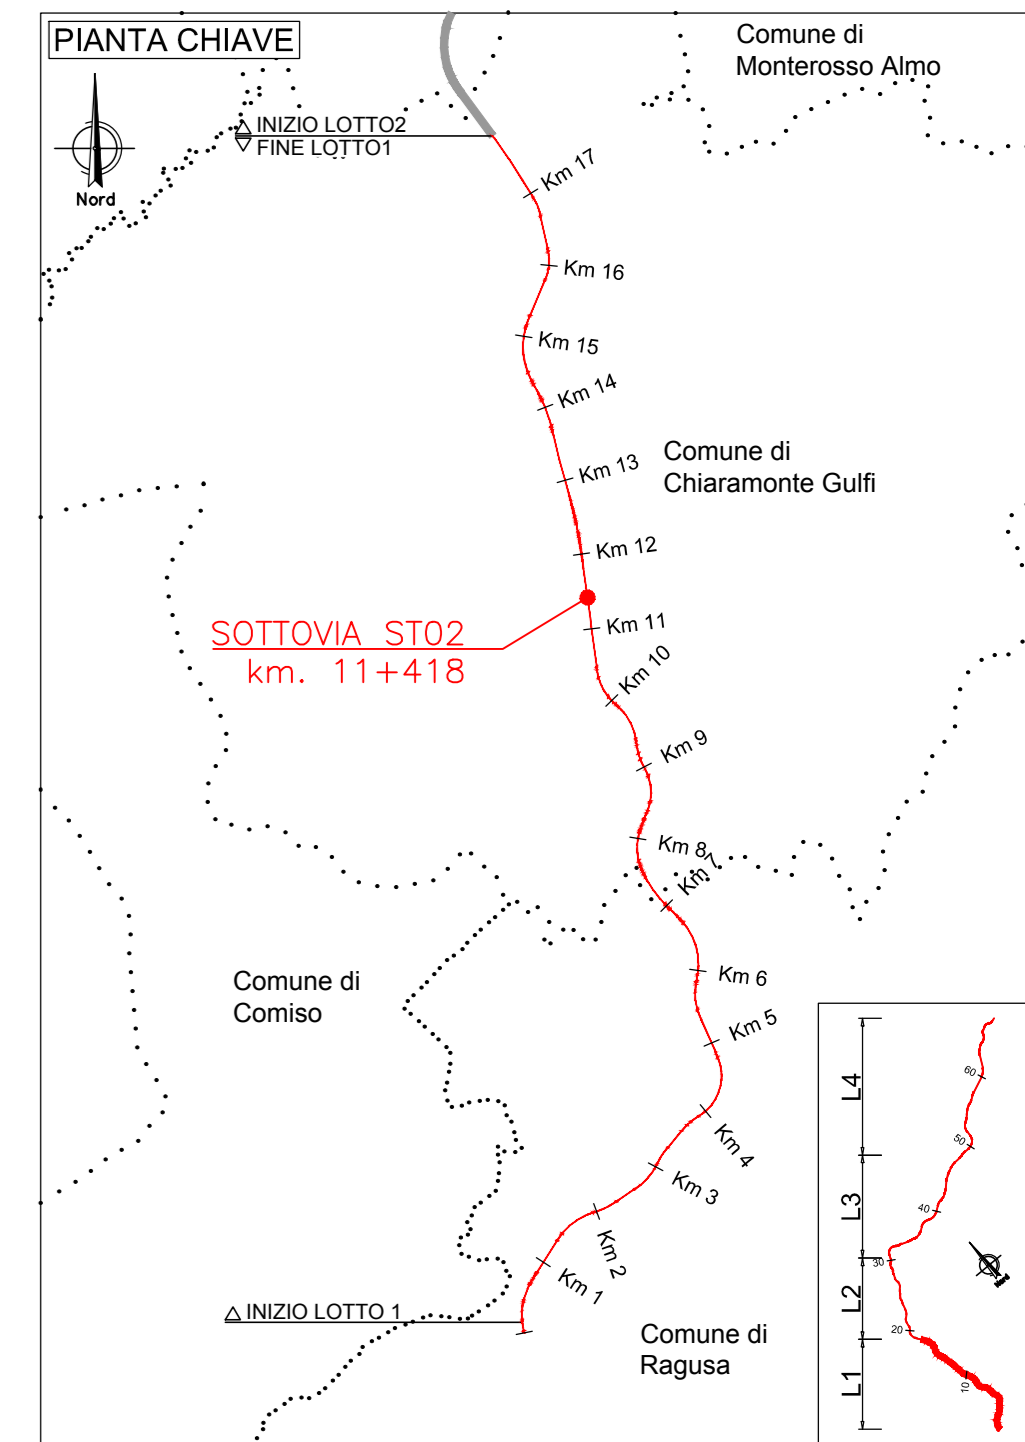 PIANTA CHIAVE
Comune di
Monterosso Almo
INIZIO LOTTO2
FINE LOTTO1
Nord
Km 17
Km 16
Km 15
Km 14
Comune di
Chiaramonte Gulfi
Km 13
Km 12
SOTTOVIA ST02
km. 11+418
Km 11
Km 10
Km 9
Km 8
Km 7
Comune di
Comiso
Km 6
Km 5
Km 4
Km 3
Km 2
Km 1
INIZIO LOTTO 1
Comune di
Ragusa
L4
60
50
L3
40
30
L2
20
L1
10